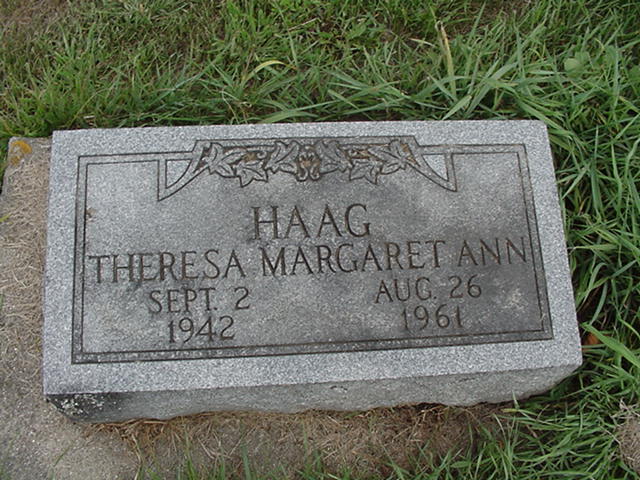 HAAG
THERESA MARGARET ANN
SEPT. 2 AUG. 26
1942 1961